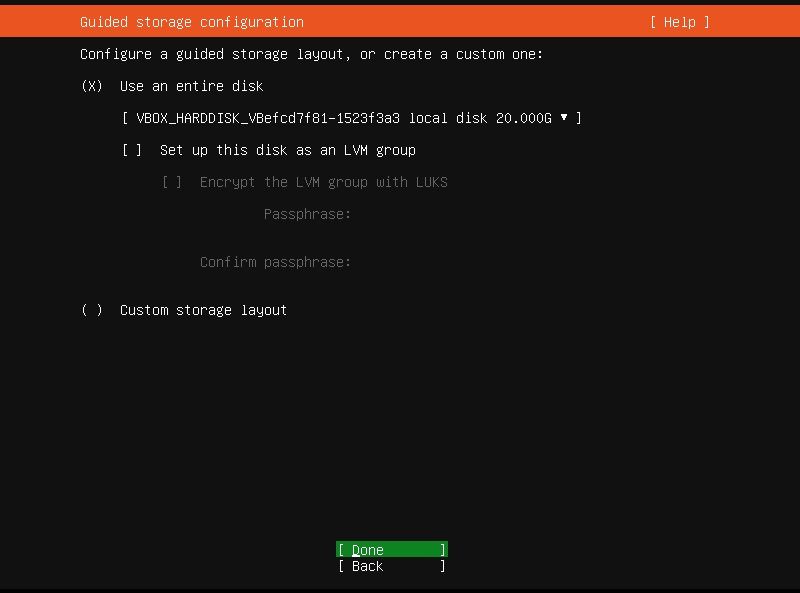 Guided storage configuration [ Help ]
Configure a guided storage layout, or create a custom one:
(X) Use an entire disk
[ VBOX_HARDDISK_VBefcd7f81-1523f3a3 local disk 20.000G ▼ ]
[ ] Set up this disk as an LVM group
[ ] Encrypt the LVM group with LUKS
Passphrase:
Confirm passphrase:
( ) Custom storage layout
[ Done ]
[ Back ]